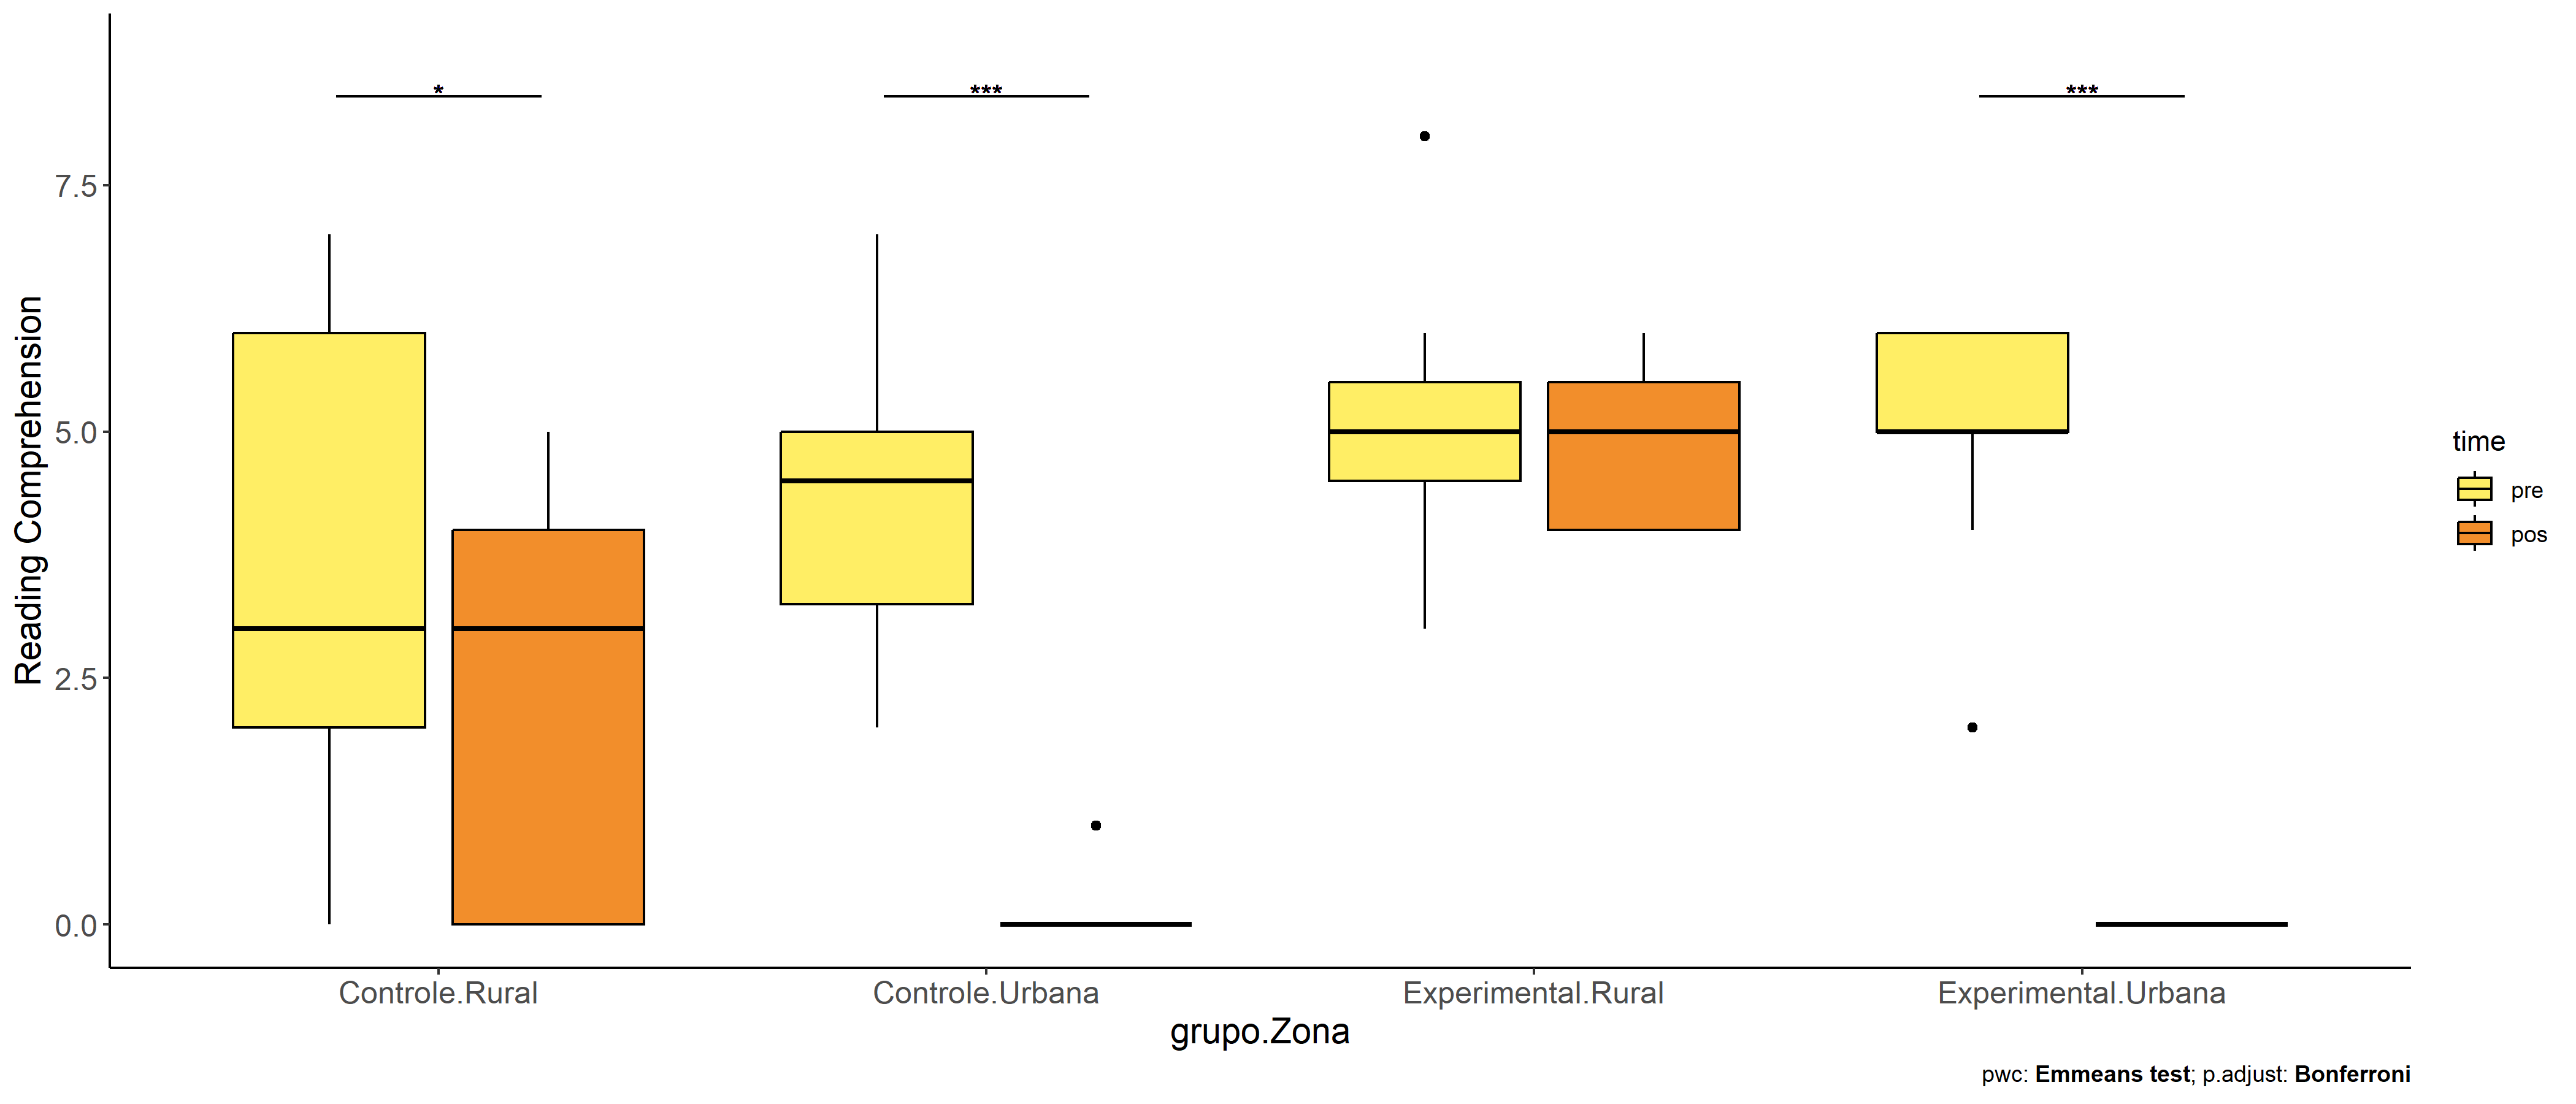 * *** ***
Reading Comprehension
7.5
5.0
2.5
0.0
Controle.Rural Controle.Urbana Experimental.Rural Experimental.Urbana
grupo.Zona
time
pre
pos
pwc: Emmeans test; p.adjust: Bonferroni